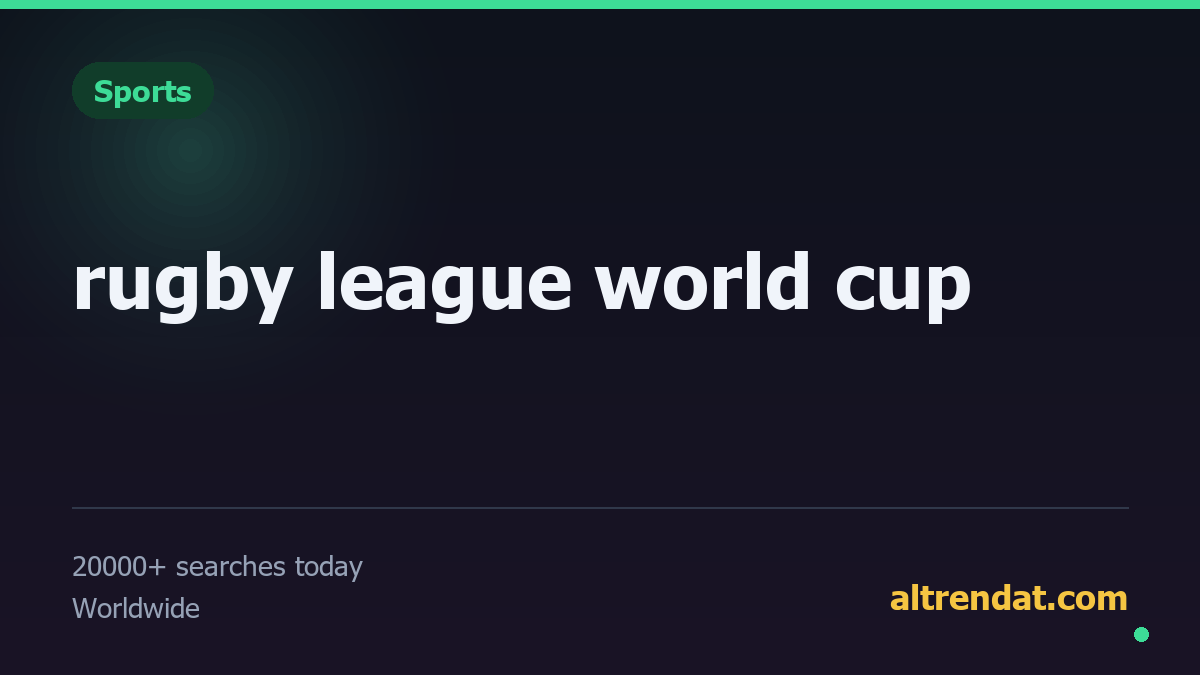 Sports
rugby league world cup
20000+ searches today
Worldwide
altrendat.com